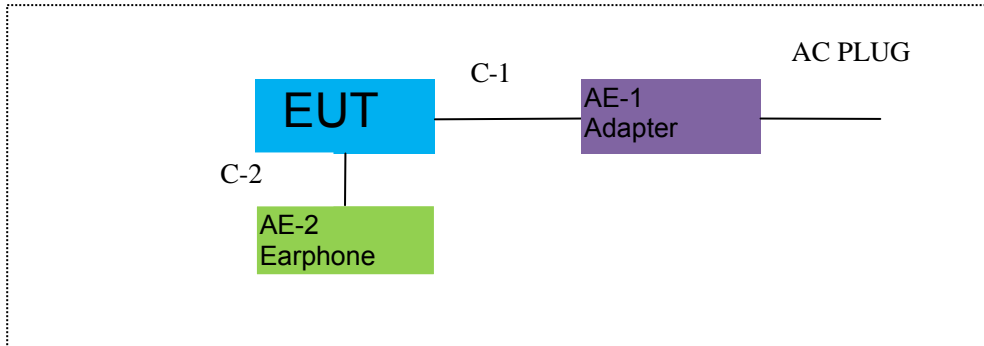 AC PLUG
C-1
EUT
AE-1
Adapter
C-2
AE-2
Earphone